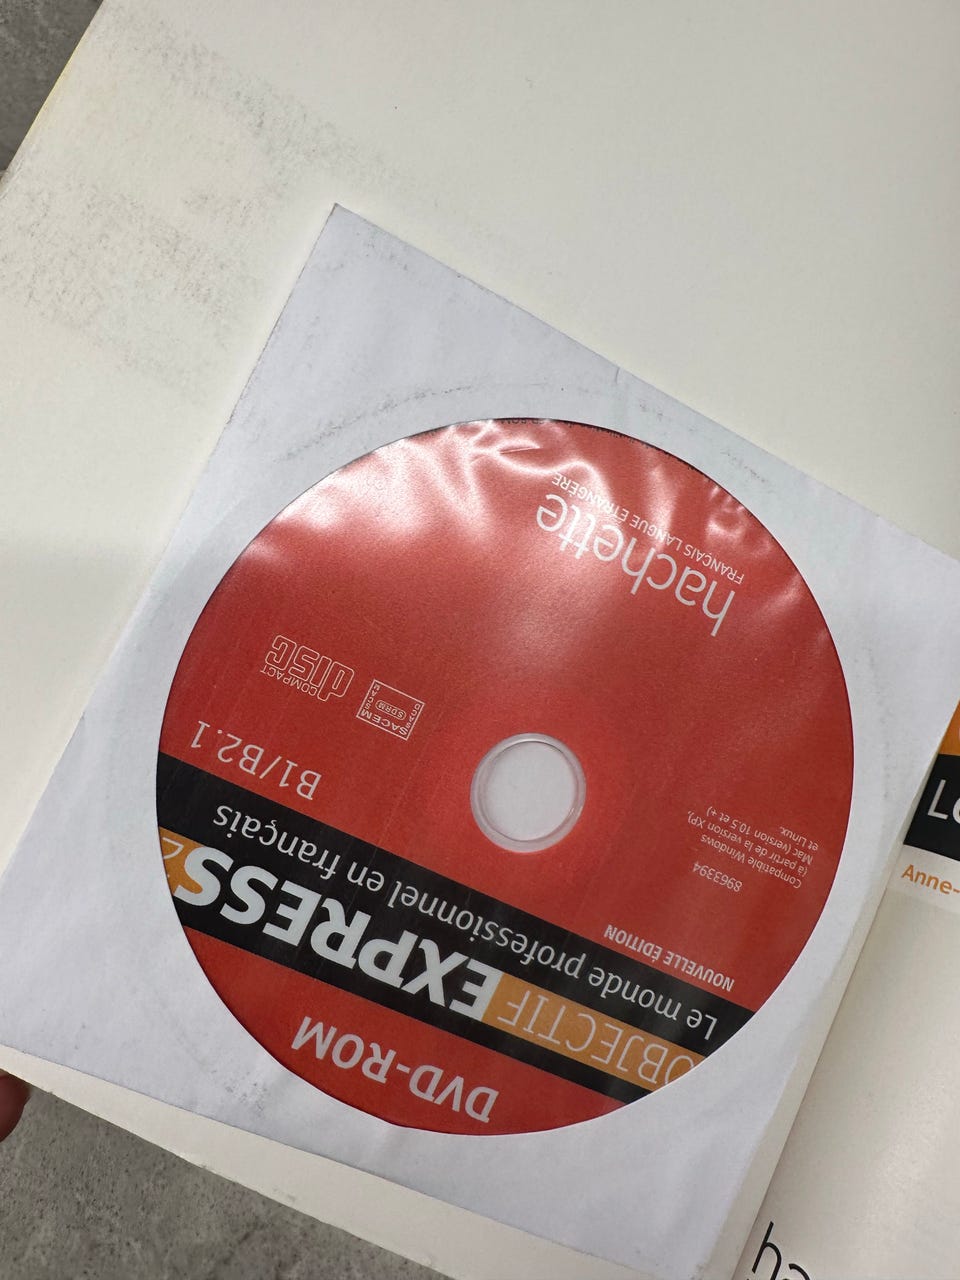 DVD-ROM
OBJECTIF EXPRESS 2
Le monde professionnel en français
NOUVELLE ÉDITION
B1/B2.1
8963394
Compatible Windows
(à partir de la version XP),
Mac (version 10.5 et +)
et Linux.
SACEM
SDRM
SACD
SCAM
COMPACT
disc
hachette
FRANÇAIS LANGUE ÉTRANGÈRE
Anne-